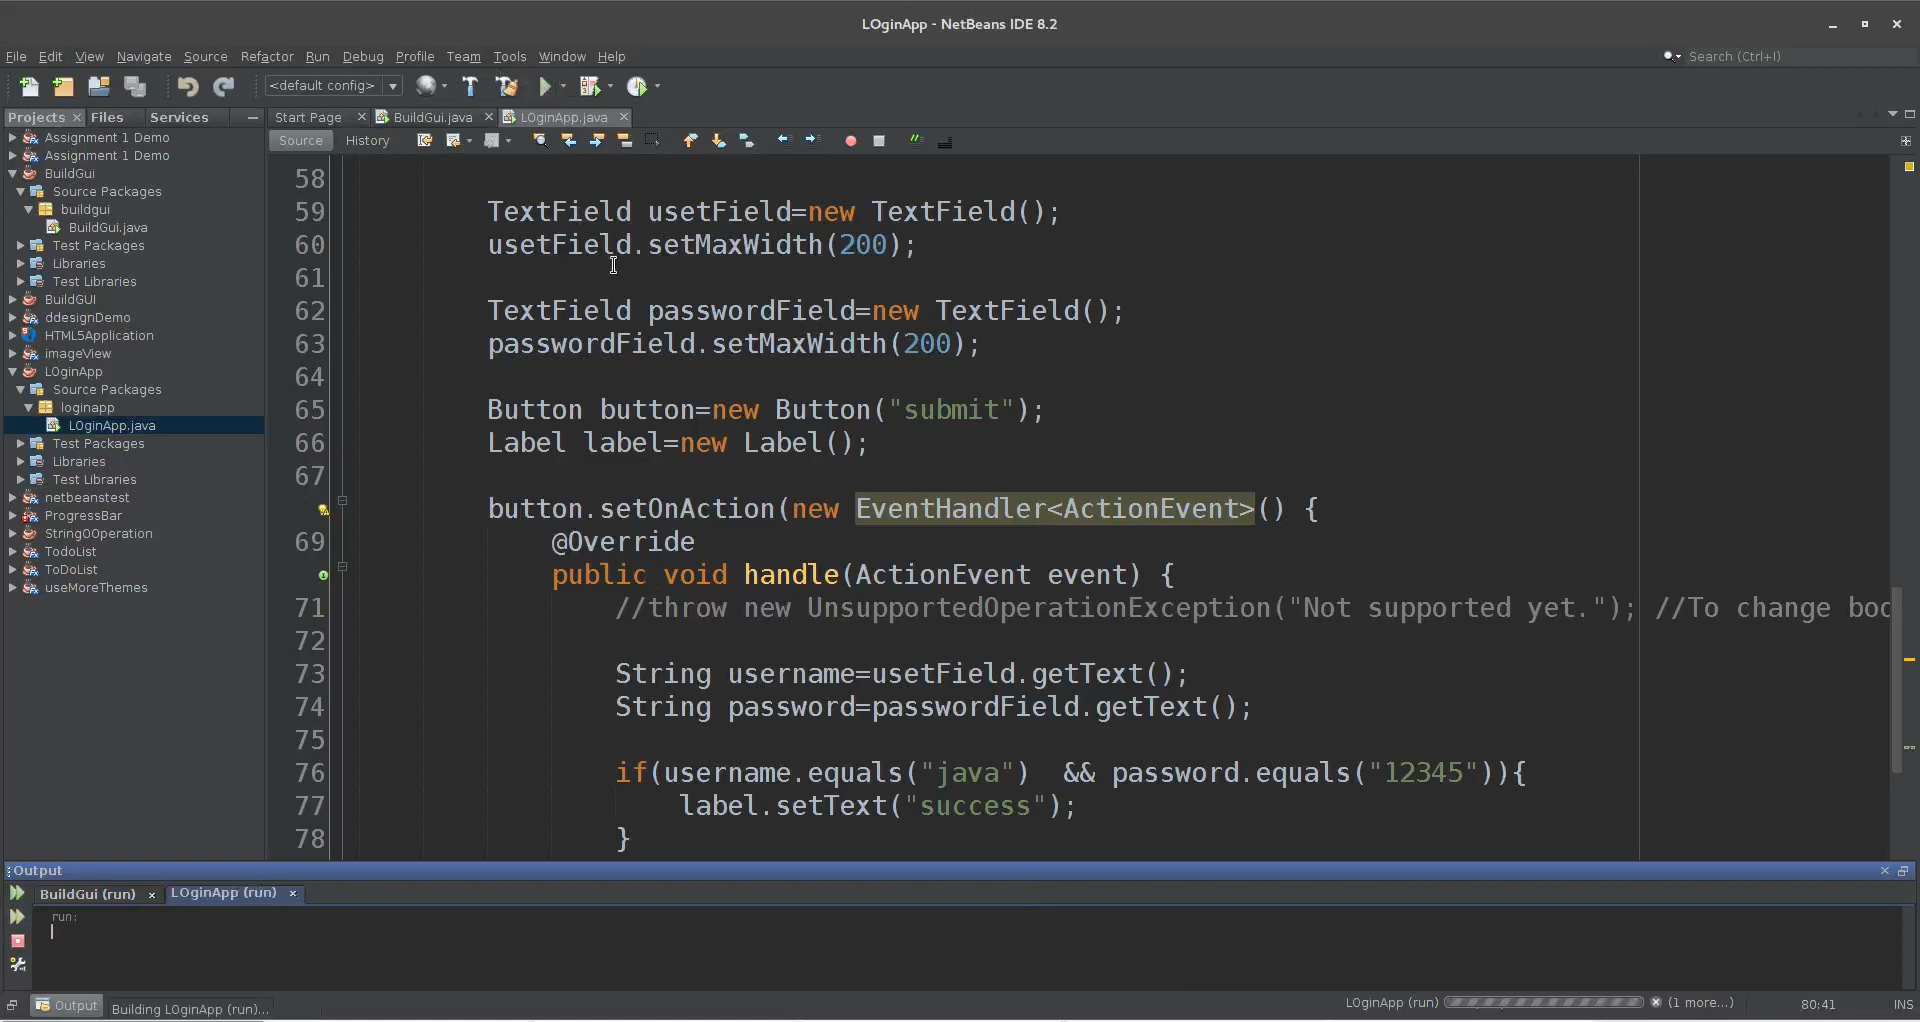 LOginApp - NetBeans IDE 8.2
File Edit View Navigate Source Refactor Run Debug Profile Team Tools Window Help
Search (Ctrl+I)
<default config>
Projects Files Services
Start Page BuildGui.java LOginApp.java
Source History
Assignment 1 Demo
Assignment 1 Demo
BuildGui
Source Packages
buildgui
BuildGui.java
Test Packages
Libraries
Test Libraries
BuildGUI
ddesignDemo
HTML5Application
imageView
LOginApp
Source Packages
loginapp
LOginApp.java
Test Packages
Libraries
Test Libraries
netbeanstest
ProgressBar
StringOOperation
TodoList
ToDoList
useMoreThemes
58
59 TextField usetField=new TextField();
60 usetField.setMaxWidth(200);
61
62 TextField passwordField=new TextField();
63 passwordField.setMaxWidth(200);
64
65 Button button=new Button("submit");
66 Label label=new Label();
67
button.setOnAction(new EventHandler<ActionEvent>() {
69 @Override
public void handle(ActionEvent event) {
71 //throw new UnsupportedOperationException("Not supported yet."); //To change bod
72
73 String username=usetField.getText();
74 String password=passwordField.getText();
75
76 if(username.equals("java") && password.equals("12345")){
77 label.setText("success");
78 }
Output
BuildGui (run) LOginApp (run)
run:
Output Building LOginApp (run)...
LOginApp (run) (1 more...) 80:41 INS